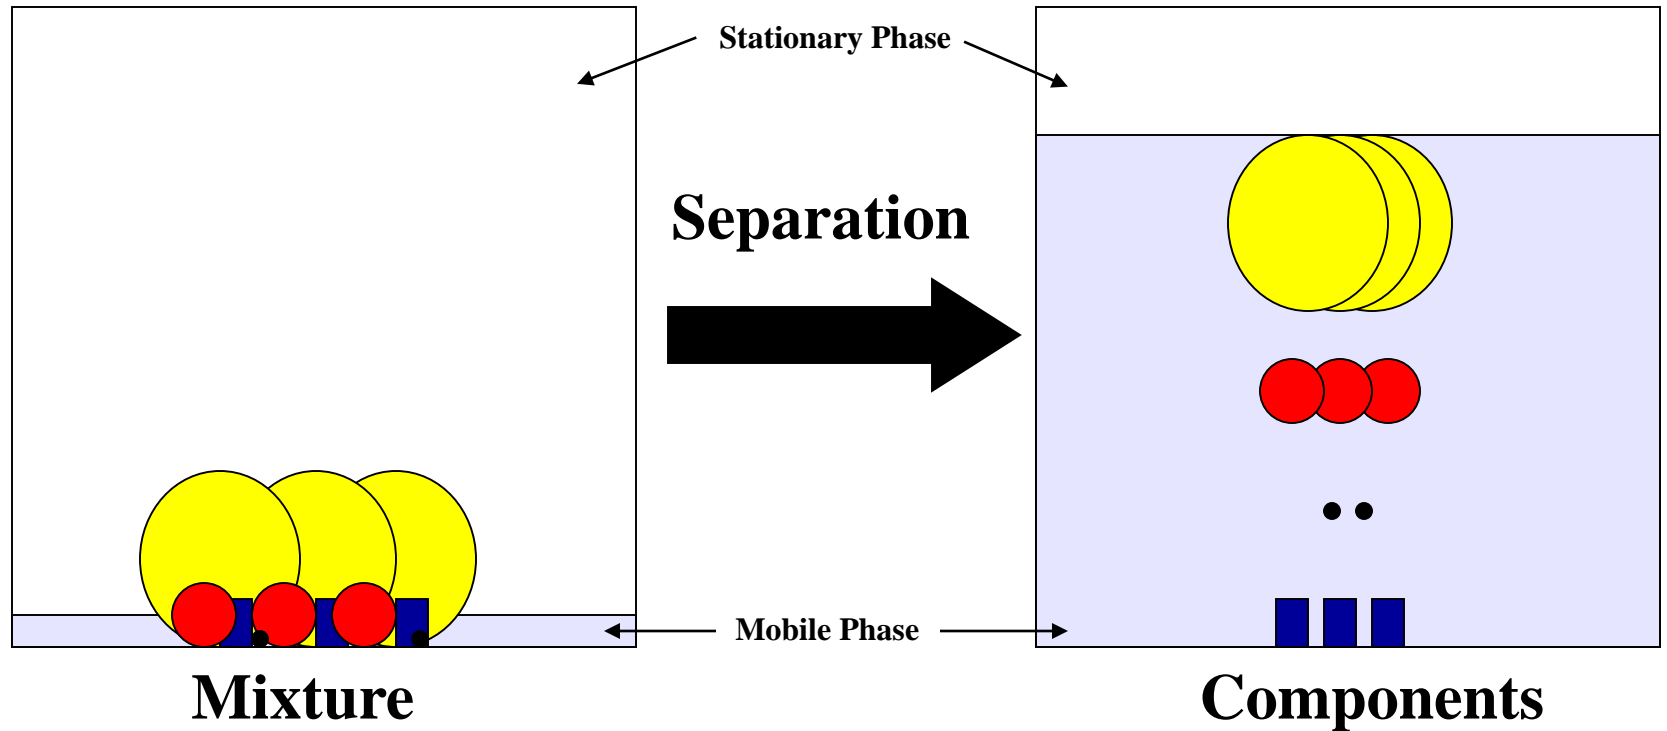 Stationary Phase
Separation
Mobile Phase
Mixture
Components